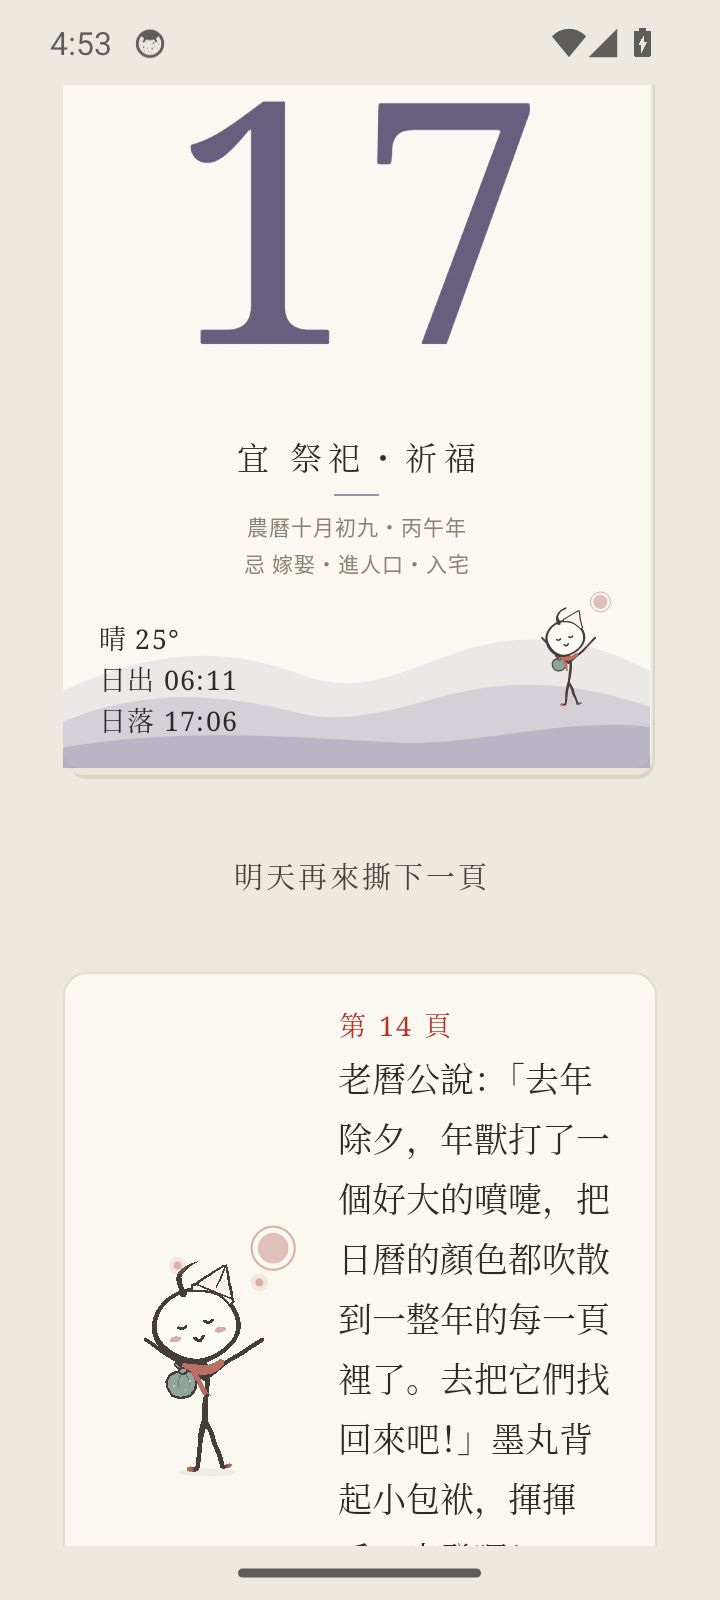 4:53
17
宜 祭祀・祈福
農曆十月初九・丙午年
忌 嫁娶・進人口・入宅
晴 25°
日出 06:11
日落 17:06
明天再來撕下一頁
第 14 頁
老曆公說：「去年
除夕，年獸打了一
個好大的噴嚏，把
日曆的顏色都吹散
到一整年的每一頁
裡了。去把它們找
回來吧！」墨丸背
起小包袱，揮揮